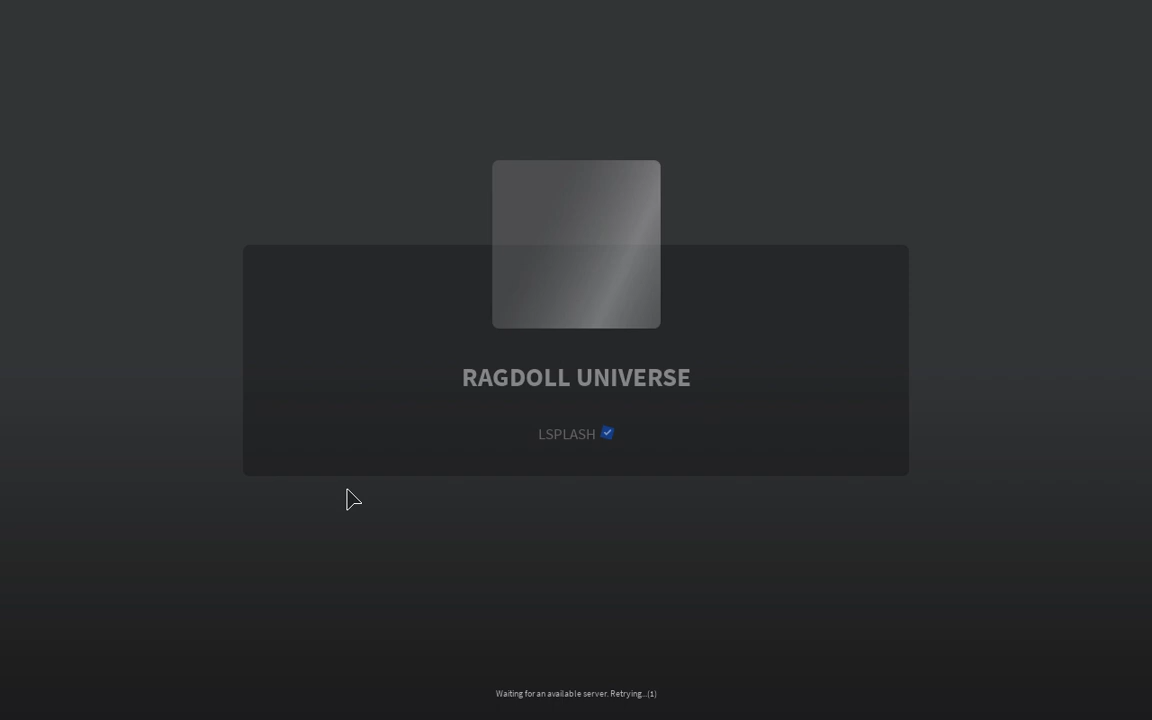 RAGDOLL UNIVERSE
LSPLASH
Waiting for an available server. Retrying...(1)